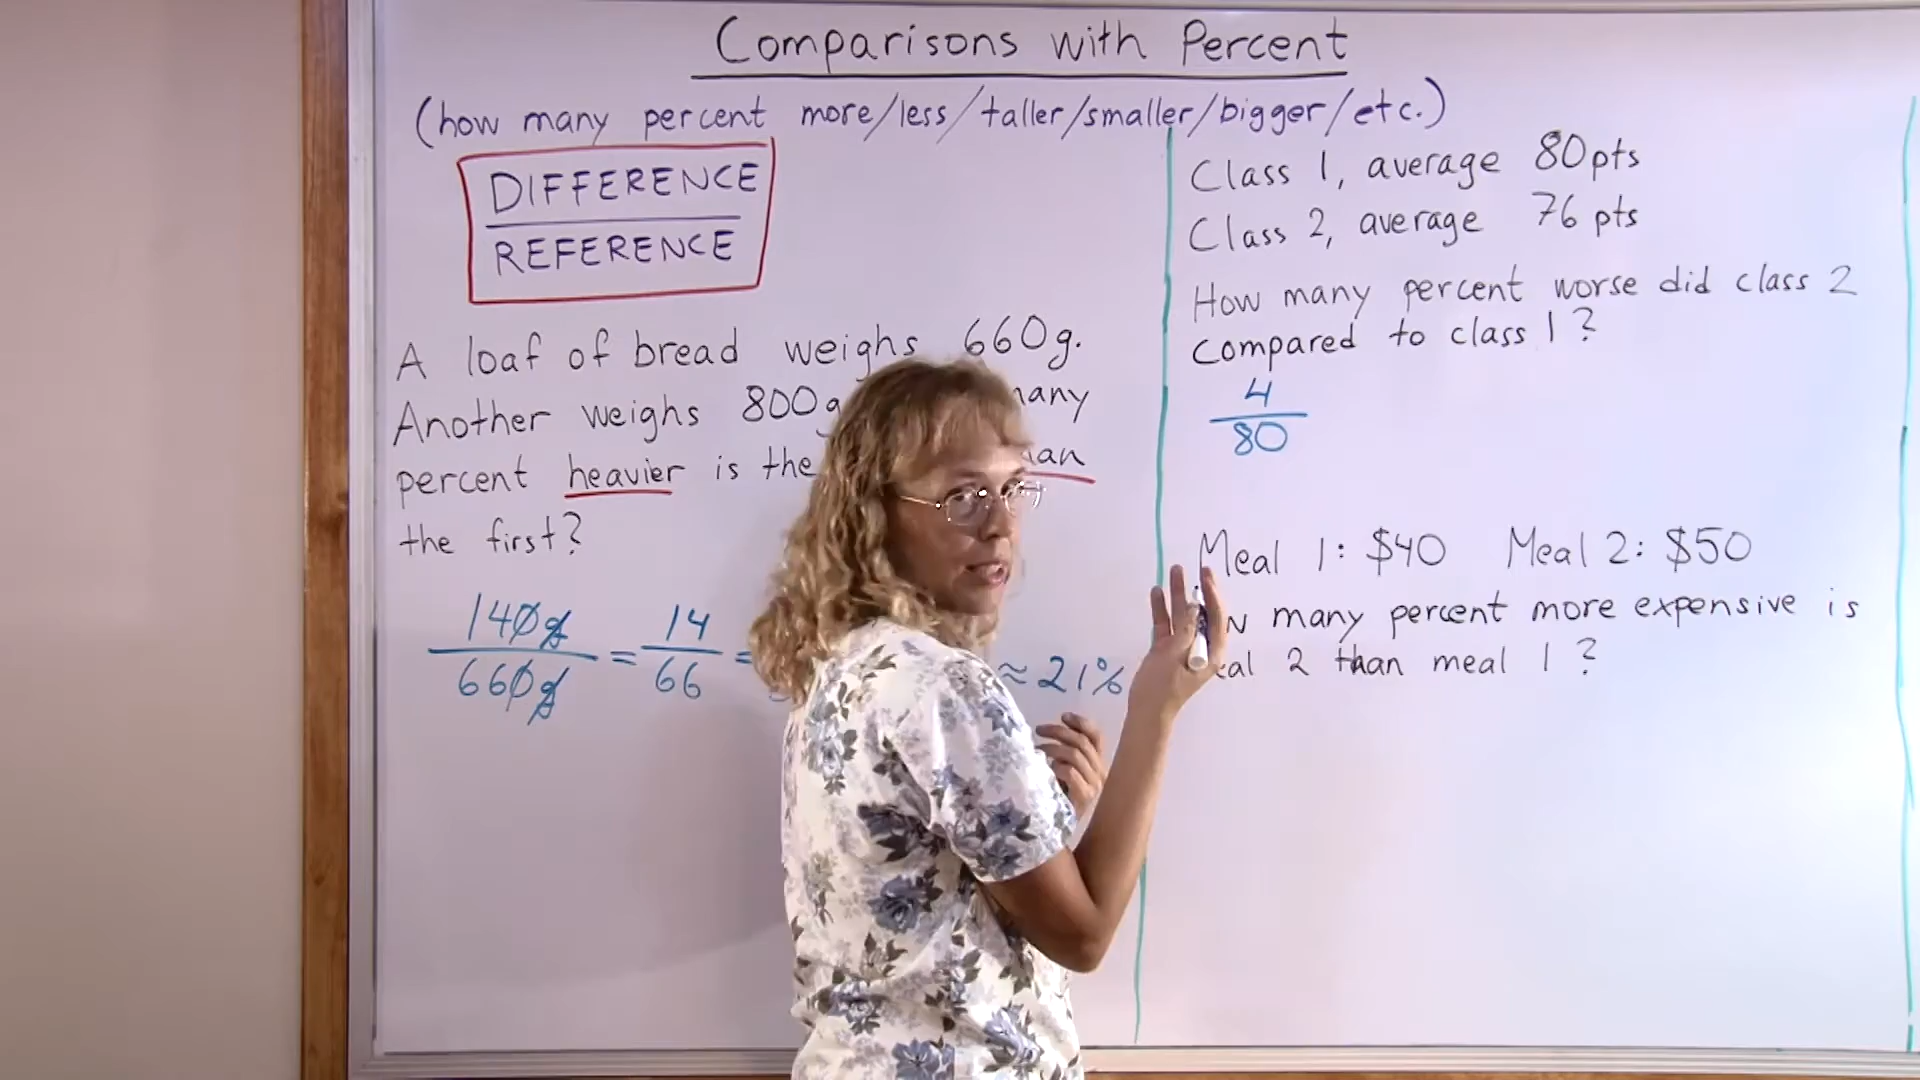 Comparisons with Percent
(how many percent more/less/taller/smaller/bigger/etc.)
DIFFERENCE
REFERENCE
A loaf of bread weighs 660g.
Another weighs 800g
percent heavier is the
the first?
140g
660g
=
14
66
=
≈ 21%
Class 1, average 80pts
Class 2, average 76 pts
How many percent worse did class 2
compared to class 1?
4
80
Meal 1: $40 Meal 2: $50
many percent more expensive is
2 than meal 1?